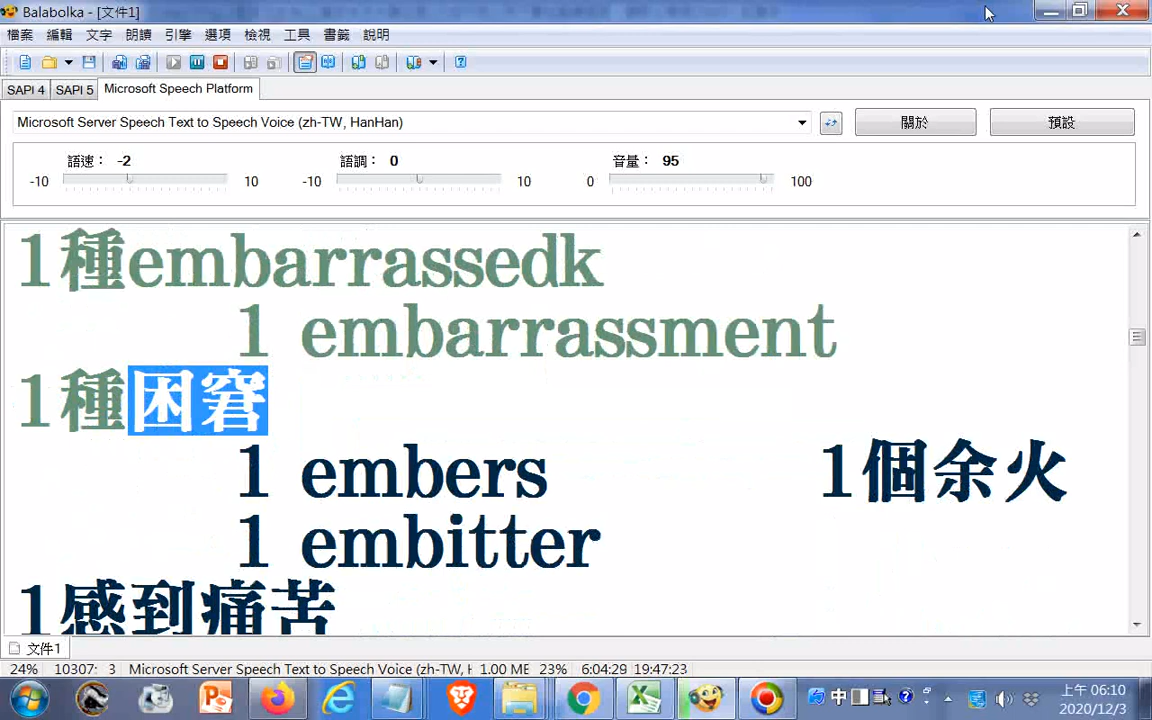 Balabolka - [文件1]
檔案 編輯 文字 朗讀 引擎 選項 檢視 工具 書籤 說明
SAPI 4 SAPI 5 Microsoft Speech Platform
Microsoft Server Speech Text to Speech Voice (zh-TW, HanHan) 關於 預設
語速： -2 語調： 0 音量： 95
-10 10 -10 10 0 100
1種embarrassedk
1 embarrassment
1種困窘
1 embers 1個余火
1 embitter
1感到痛苦
文件1
24% 10307: 3 Microsoft Server Speech Text to Speech Voice (zh-TW, H 1.00 ME 23% 6:04:29 19:47:23
中 上午 06:10
2020/12/3